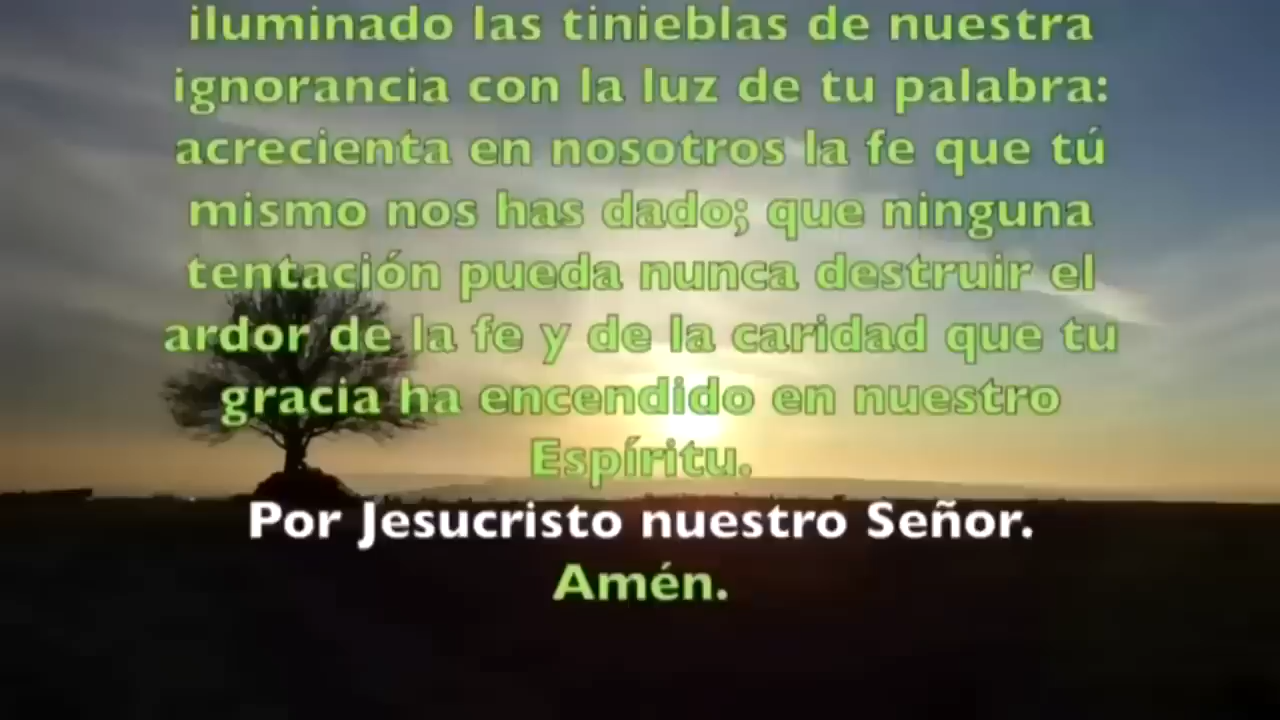 iluminado las tinieblas de nuestra
ignorancia con la luz de tu palabra:
acrecienta en nosotros la fe que tú
mismo nos has dado; que ninguna
tentación pueda nunca destruir el
ardor de la fe y de la caridad que tu
gracia ha encendido en nuestro
Espíritu.
Por Jesucristo nuestro Señor.
Amén.